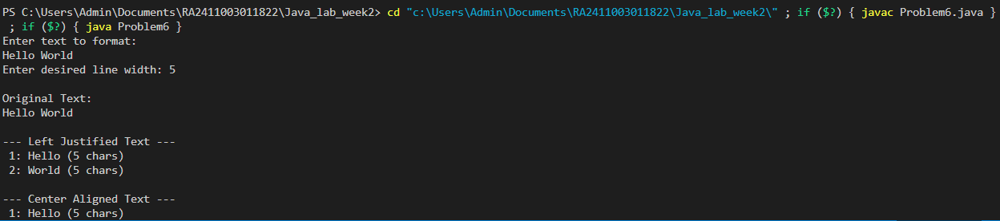 PS C:\Users\Admin\Documents\RA2411003011822\Java_lab_week2> cd "c:\Users\Admin\Documents\RA2411003011822\Java_lab_week2\" ; if ($?) { javac Problem6.java }
 ; if ($?) { java Problem6 }
Enter text to format:
Hello World
Enter desired line width: 5

Original Text:
Hello World

--- Left Justified Text ---
 1: Hello (5 chars)
 2: World (5 chars)

--- Center Aligned Text ---
 1: Hello (5 chars)